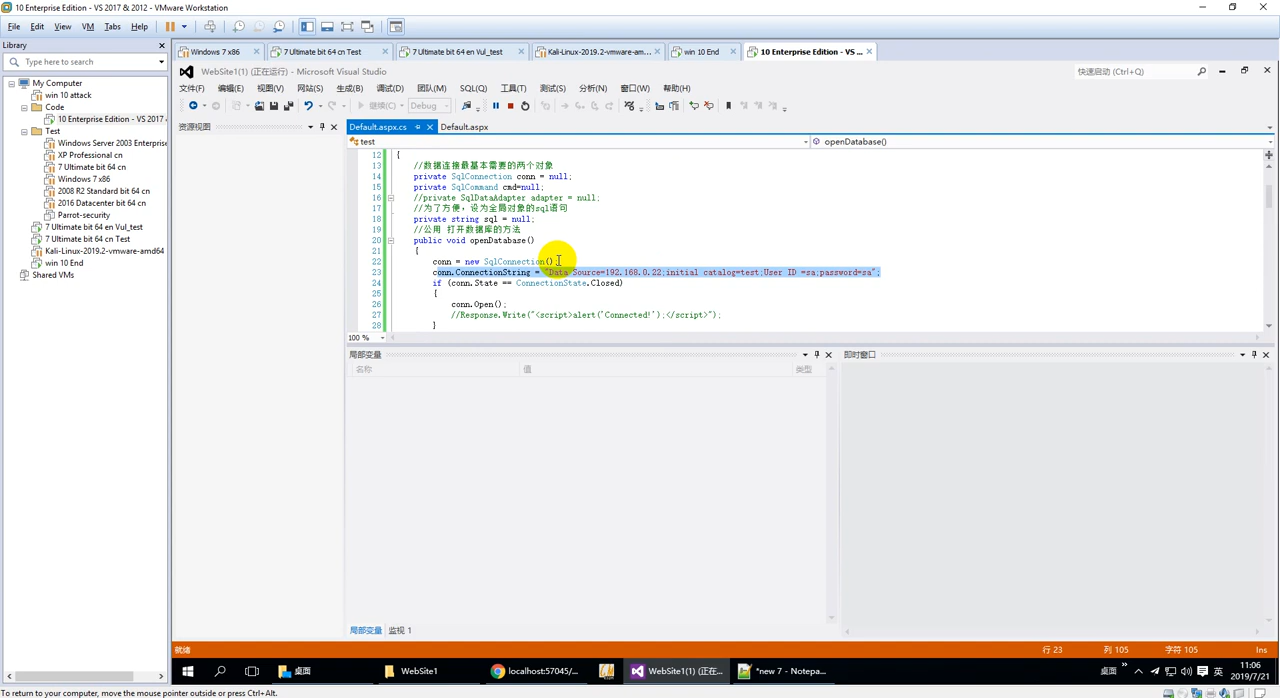 10 Enterprise Edition - VS 2017 & 2012 - VMware Workstation
File Edit View VM Tabs Help
Library
Type here to search
My Computer
win 10 attack
Code
10 Enterprise Edition - VS 2017
Test
Windows Server 2003 Enterprise
XP Professional cn
7 Ultimate bit 64 cn
Windows 7 x86
2008 R2 Standard bit 64 cn
2016 Datacenter bit 64 cn
Parrot-security
7 Ultimate bit 64 en Vul_test
7 Ultimate bit 64 cn Test
Kali-Linux-2019.2-vmware-amd64
win 10 End
Shared VMs
Windows 7 x86 7 Ultimate bit 64 cn Test 7 Ultimate bit 64 en Vul_test Kali-Linux-2019.2-vmware-am... win 10 End 10 Enterprise Edition - VS ...
WebSite1(1) (正在运行) - Microsoft Visual Studio
快速启动 (Ctrl+Q)
文件(F) 编辑(E) 视图(V) 网站(S) 生成(B) 调试(D) 团队(M) SQL(Q) 工具(T) 测试(S) 分析(N) 窗口(W) 帮助(H)
继续(C) Debug
资源视图
Default.aspx.cs Default.aspx
test openDatabase()
12 {
13 //数据连接最基本需要的两个对象
14 private SqlConnection conn = null;
15 private SqlCommand cmd=null;
16 //private SqlDataAdapter adapter = null;
17 //为了方便，设为全局对象的sql语句
18 private string sql = null;
19 //公用 打开数据库的方法
20 public void openDatabase()
21 {
22 conn = new SqlConnection();
23 conn.ConnectionString = "Data Source=192.168.0.22;initial catalog=test;User ID =sa;password=sa";
24 if (conn.State == ConnectionState.Closed)
25 {
26 conn.Open();
27 //Response.Write("<script>alert('Connected!');</script>");
28 }
100 %
局部变量
名称 值 类型
即时窗口
局部变量 监视 1
就绪
行 23 列 105 字符 105 Ins
桌面 WebSite1 localhost:57045/... WebSite1(1) (正在... *new 7 - Notepa...
桌面 英 11:06
2019/7/21
To return to your computer, move the mouse pointer outside or press Ctrl+Alt.